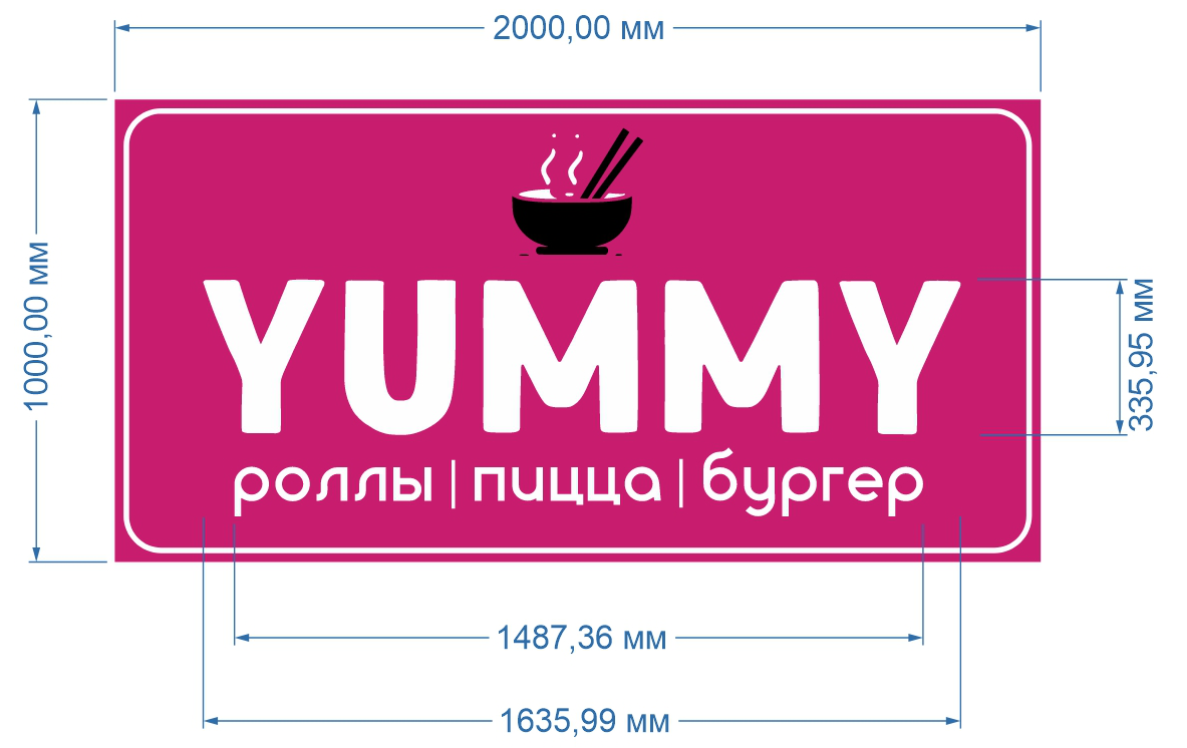 2000,00 мм
1000,00 мм
YUMMY
335,95 мм
роллы|пицца|бургер
1487,36 мм
1635,99 мм